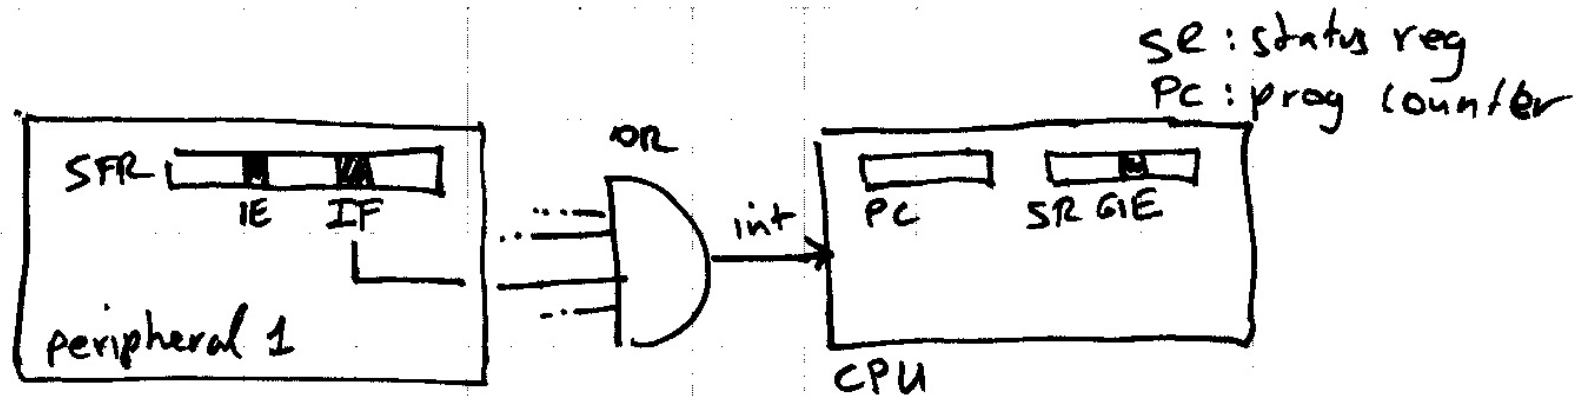 SR : status reg
PC : prog counter
OR
SFR
IE IF
int
PC
SR GIE
peripheral 1
CPU